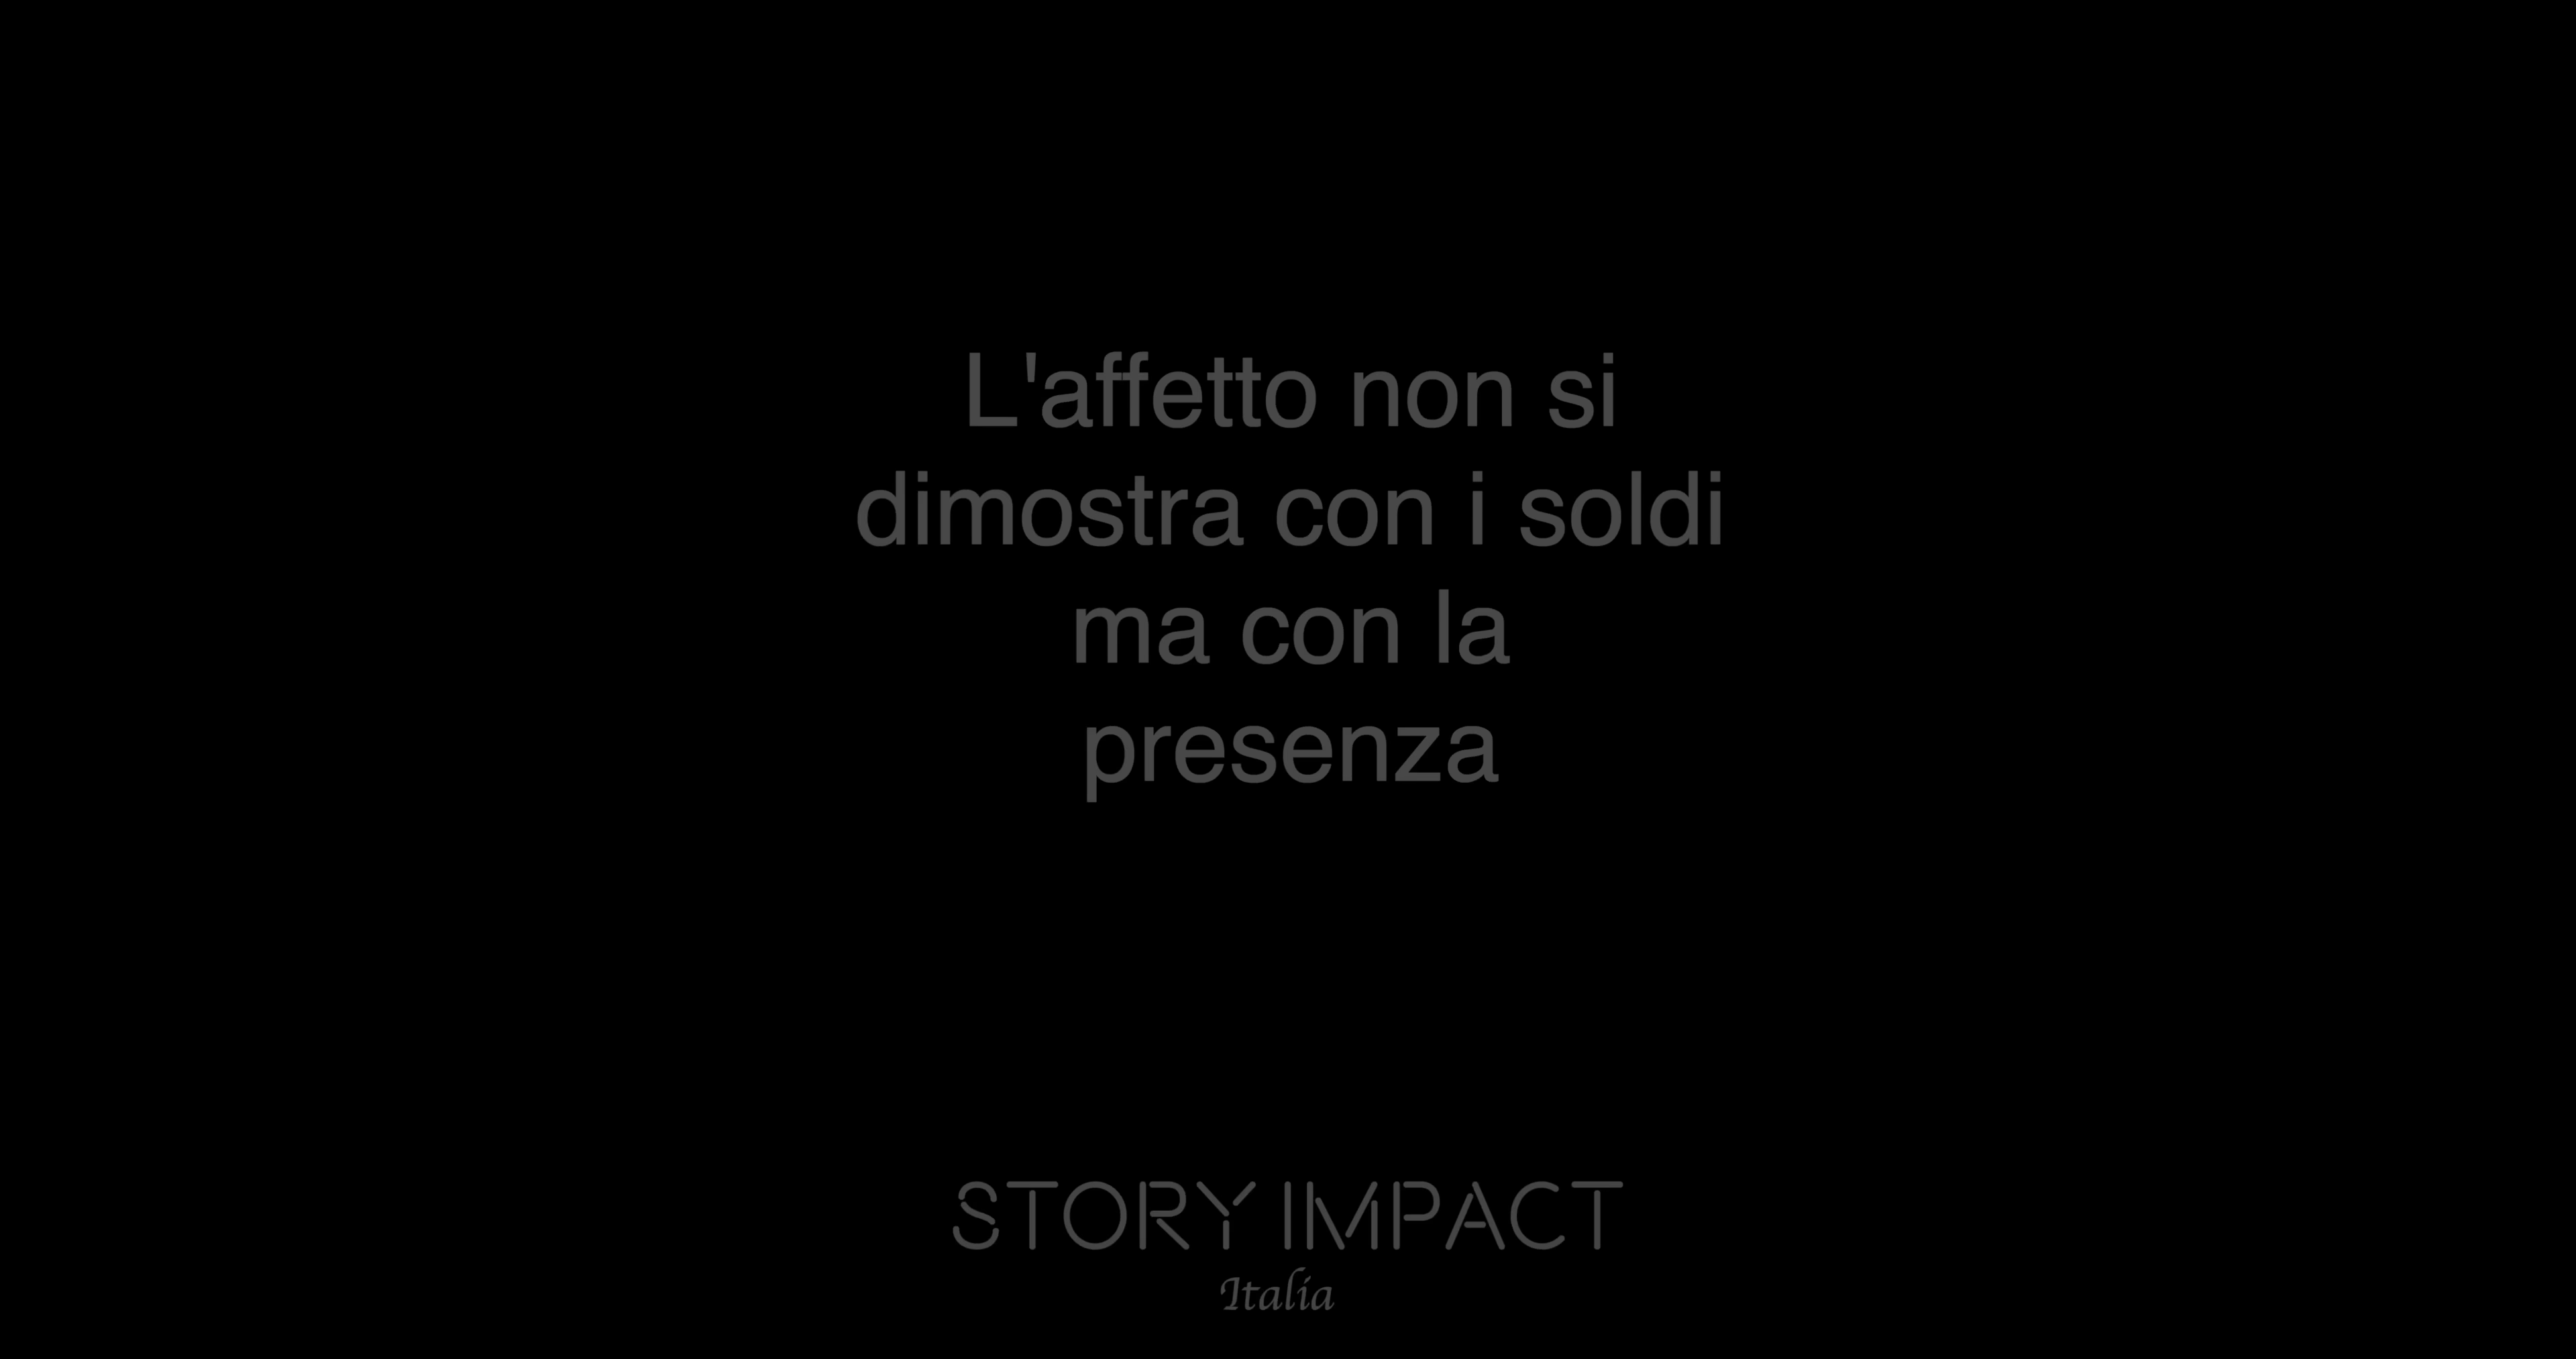 L'affetto non si
dimostra con i soldi
ma con la
presenza
STORY IMPACT
Italia